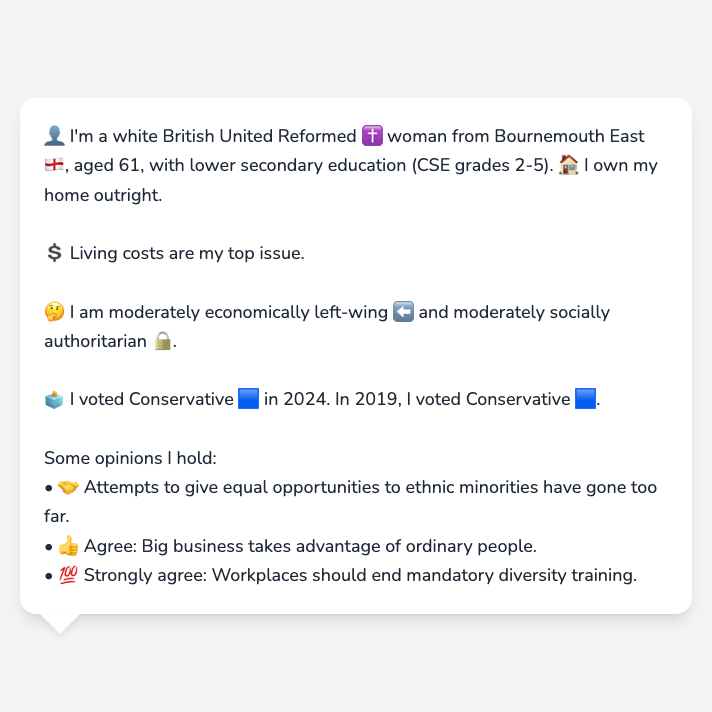 👤 I'm a white British United Reformed ✝️ woman from Bournemouth East
🏴󠁧󠁢󠁥󠁮󠁧󠁿, aged 61, with lower secondary education (CSE grades 2-5). 🏠 I own my
home outright.
💲 Living costs are my top issue.
🤔 I am moderately economically left-wing ⬅️ and moderately socially
authoritarian 🔒.
🗳️ I voted Conservative 🟦 in 2024. In 2019, I voted Conservative 🟦.
Some opinions I hold:
• 🤝 Attempts to give equal opportunities to ethnic minorities have gone too
far.
• 👍 Agree: Big business takes advantage of ordinary people.
• 💯 Strongly agree: Workplaces should end mandatory diversity training.